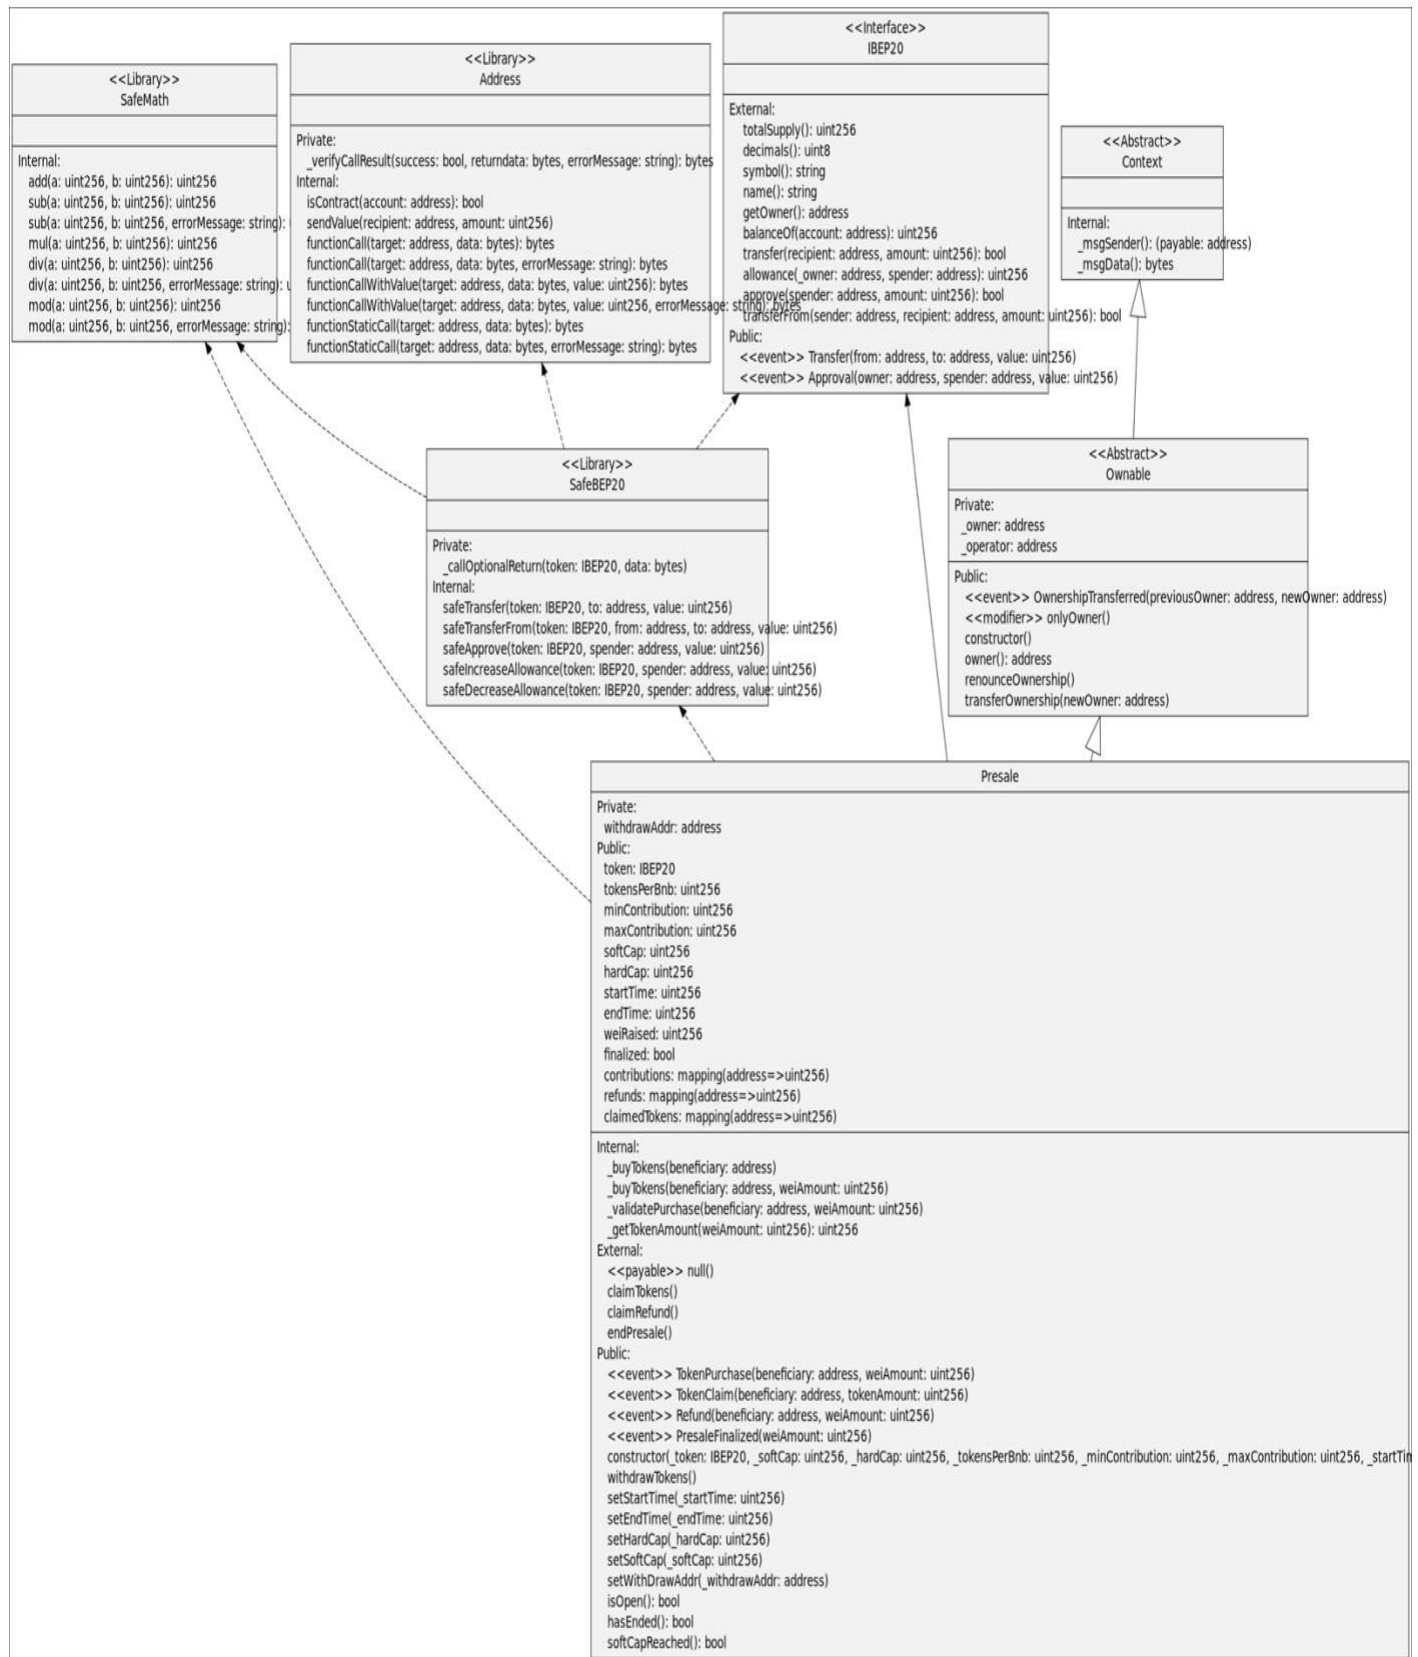 <<Library>>
SafeMath
Internal:
add(a: uint256, b: uint256): uint256
sub(a: uint256, b: uint256): uint256
sub(a: uint256, b: uint256, errorMessage: string):
mul(a: uint256, b: uint256): uint256
div(a: uint256, b: uint256): uint256
div(a: uint256, b: uint256, errorMessage: string):
mod(a: uint256, b: uint256): uint256
mod(a: uint256, b: uint256, errorMessage: string):
<<Library>>
Address
Private:
_verifyCallResult(success: bool, returndata: bytes, errorMessage: string): bytes
Internal:
isContract(account: address): bool
sendValue(recipient: address, amount: uint256)
functionCall(target: address, data: bytes): bytes
functionCall(target: address, data: bytes, errorMessage: string): bytes
functionCallWithValue(target: address, data: bytes, value: uint256): bytes
functionCallWithValue(target: address, data: bytes, value: uint256, errorMessage: string): bytes
functionStaticCall(target: address, data: bytes): bytes
functionStaticCall(target: address, data: bytes, errorMessage: string): bytes
<<Interface>>
IBEP20
External:
totalSupply(): uint256
decimals(): uint8
symbol(): string
name(): string
getOwner(): address
balanceOf(account: address): uint256
transfer(recipient: address, amount: uint256): bool
allowance(_owner: address, spender: address): uint256
approve(spender: address, amount: uint256): bool
transferFrom(sender: address, recipient: address, amount: uint256): bool
Public:
<<event>> Transfer(from: address, to: address, value: uint256)
<<event>> Approval(owner: address, spender: address, value: uint256)
<<Abstract>>
Context
Internal:
_msgSender(): (payable: address)
_msgData(): bytes
<<Library>>
SafeBEP20
Private:
_callOptionalReturn(token: IBEP20, data: bytes)
Internal:
safeTransfer(token: IBEP20, to: address, value: uint256)
safeTransferFrom(token: IBEP20, from: address, to: address, value: uint256)
safeApprove(token: IBEP20, spender: address, value: uint256)
safeIncreaseAllowance(token: IBEP20, spender: address, value: uint256)
safeDecreaseAllowance(token: IBEP20, spender: address, value: uint256)
<<Abstract>>
Ownable
Private:
_owner: address
_operator: address
Public:
<<event>> OwnershipTransferred(previousOwner: address, newOwner: address)
<<modifier>> onlyOwner()
constructor()
owner(): address
renounceOwnership()
transferOwnership(newOwner: address)
Presale
Private:
withdrawAddr: address
Public:
token: IBEP20
tokensPerBnb: uint256
minContribution: uint256
maxContribution: uint256
softCap: uint256
hardCap: uint256
startTime: uint256
endTime: uint256
weiRaised: uint256
finalized: bool
contributions: mapping(address=>uint256)
refunds: mapping(address=>uint256)
claimedTokens: mapping(address=>uint256)
Internal:
_buyTokens(beneficiary: address)
_buyTokens(beneficiary: address, weiAmount: uint256)
_validatePurchase(beneficiary: address, weiAmount: uint256)
_getTokenAmount(weiAmount: uint256): uint256
External:
<<payable>> null()
claimTokens()
claimRefund()
endPresale()
Public:
<<event>> TokenPurchase(beneficiary: address, weiAmount: uint256)
<<event>> TokenClaim(beneficiary: address, tokenAmount: uint256)
<<event>> Refund(beneficiary: address, weiAmount: uint256)
<<event>> PresaleFinalized(weiAmount: uint256)
constructor(_token: IBEP20, _softCap: uint256, _hardCap: uint256, _tokensPerBnb: uint256, _minContribution: uint256, _maxContribution: uint256,
withdrawTokens()
setStartTime(_startTime: uint256)
setEndTime(_endTime: uint256)
setHardCap(_hardCap: uint256)
setSoftCap(_softCap: uint256)
setWithDrawAddr(_withdrawAddr: address)
isOpen(): bool
hasEnded(): bool
softCapReached(): bool